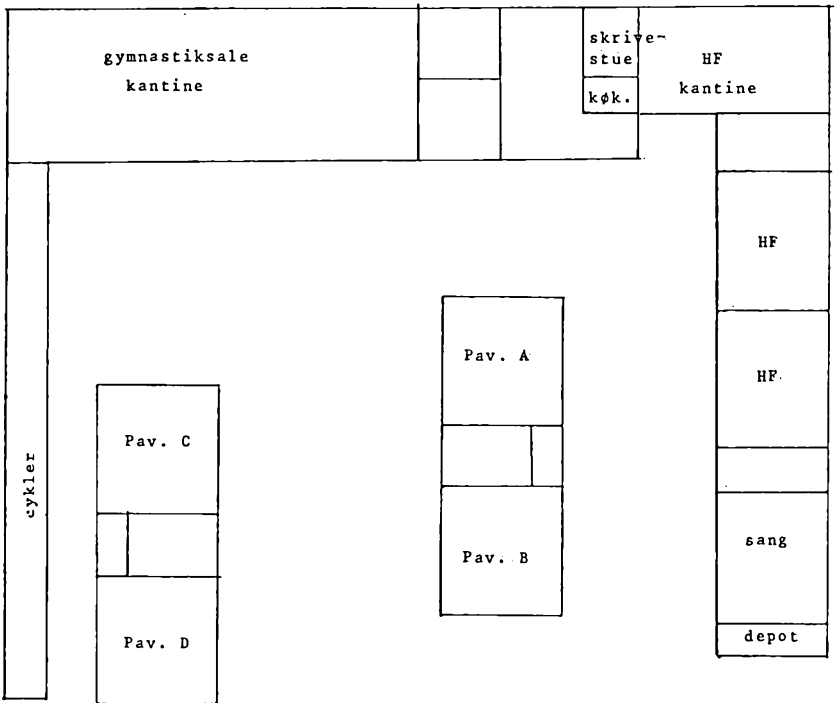 gymnastiksale
kantine
skrive-
stue
køk.
HF
kantine
HF
HF
sang
depot
Pav. A
Pav. B
Pav. C
Pav. D
cykler